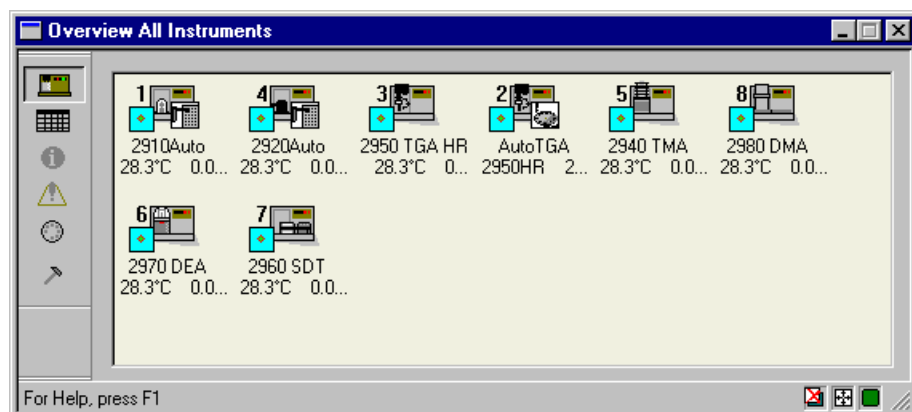 Overview All Instruments
1 4 3 2 5 8
2910Auto 2920Auto 2950 TGA HR AutoTGA 2940 TMA 2980 DMA
28.3°C 0.0... 28.3°C 0.0... 28.3°C 0... 2950HR 2... 28.3°C 0.0... 28.3°C 0.0...
6 7
2970 DEA 2960 SDT
28.3°C 0.0... 28.3°C 0.0...
For Help, press F1